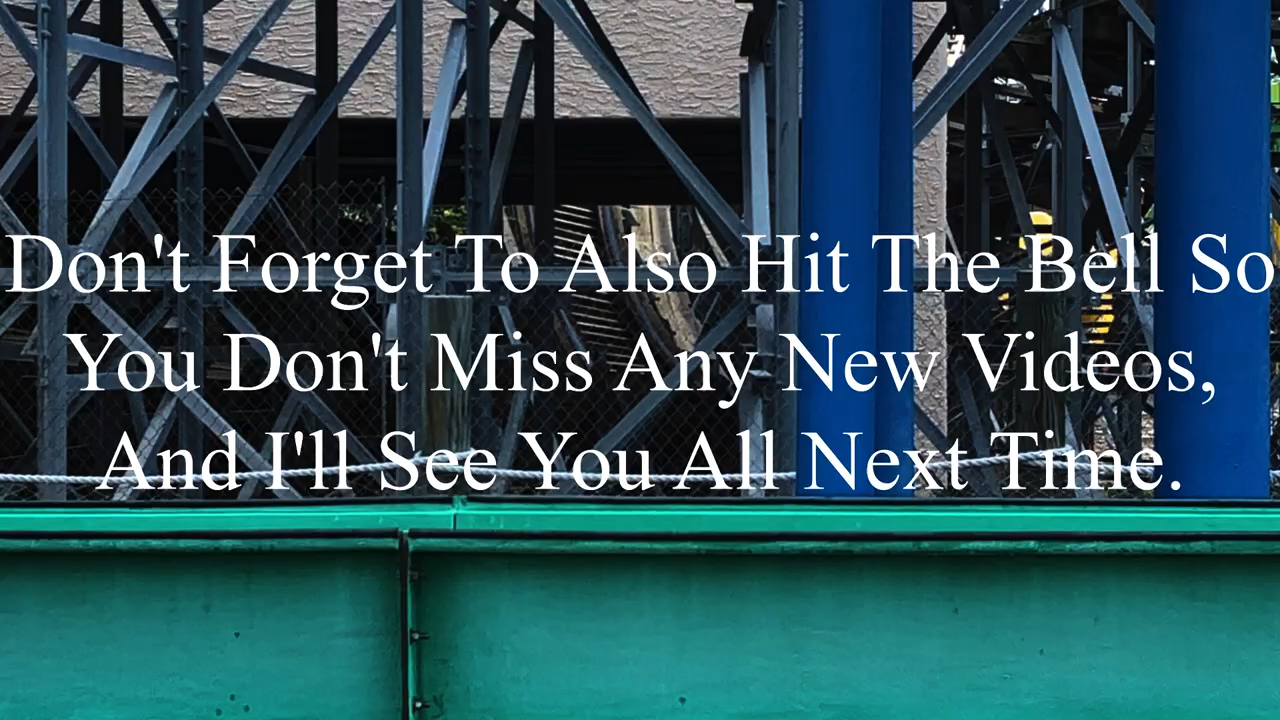 Don't Forget To Also Hit The Bell So
You Don't Miss Any New Videos,
And I'll See You All Next Time.